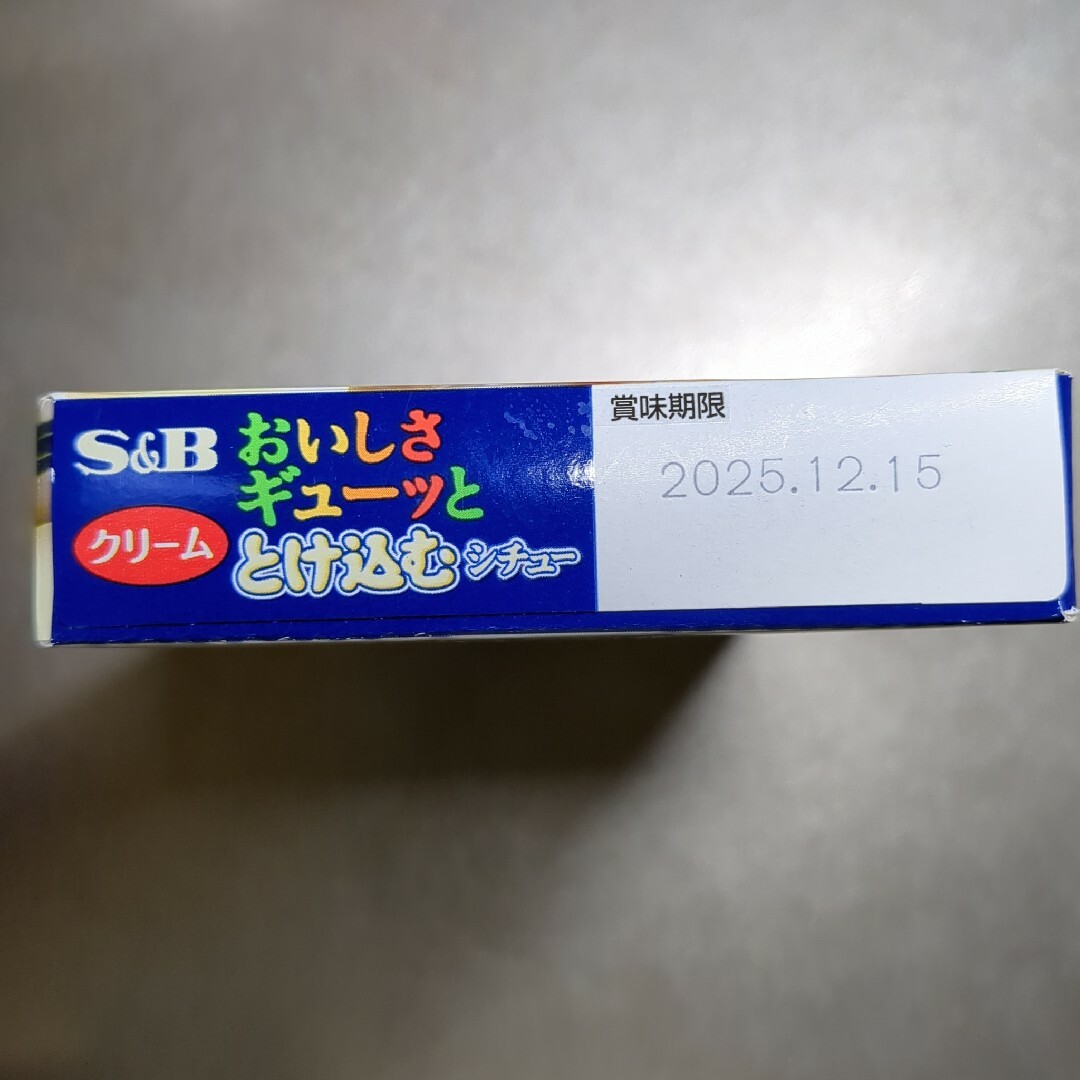 S&B
おいしさ
ギューッと
クリーム
とけ込むシチュー
賞味期限
2025.12.15